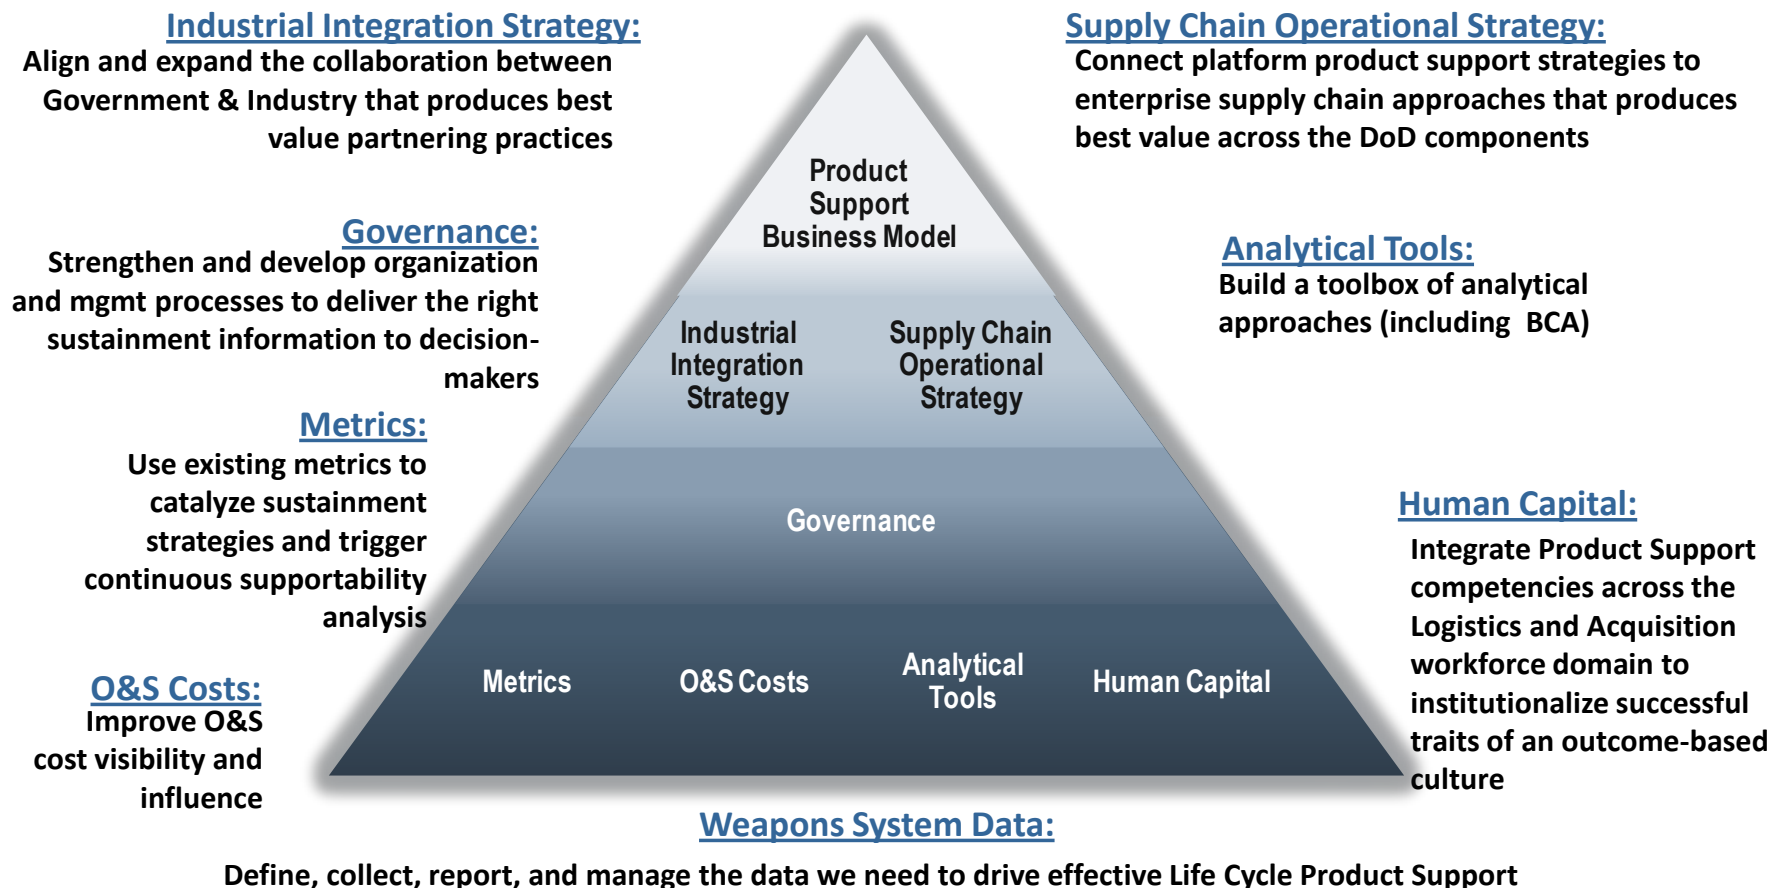 Industrial Integration Strategy:
Align and expand the collaboration between
Government & Industry that produces best
value partnering practices
Supply Chain Operational Strategy:
Connect platform product support strategies to
enterprise supply chain approaches that produces
best value across the DoD components
Governance:
Strengthen and develop organization
and mgmt processes to deliver the right
sustainment information to decision-
makers
Analytical Tools:
Build a toolbox of analytical
approaches (including BCA)
Metrics:
Use existing metrics to
catalyze sustainment
strategies and trigger
continuous supportability
analysis
Human Capital:
Integrate Product Support
competencies across the
Logistics and Acquisition
workforce domain to
institutionalize successful
traits of an outcome-based
culture
O&S Costs:
Improve O&S
cost visibility and
influence
Product
Support
Business Model
Industrial
Integration
Strategy
Supply Chain
Operational
Strategy
Governance
Metrics
O&S Costs
Analytical
Tools
Human Capital
Weapons System Data:
Define, collect, report, and manage the data we need to drive effective Life Cycle Product Support